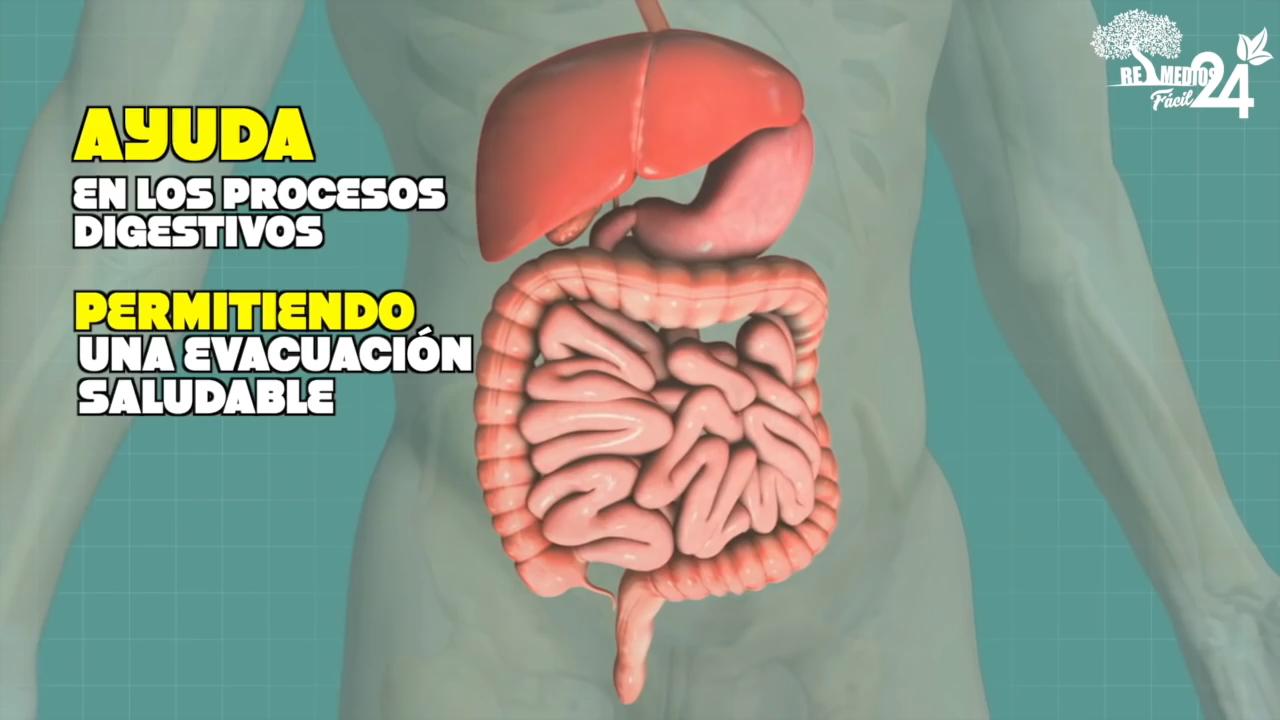 AYUDA
EN LOS PROCESOS
DIGESTIVOS
PERMITIENDO
UNA EVACUACIÓN
SALUDABLE
REMEDIOS
Fácil 24